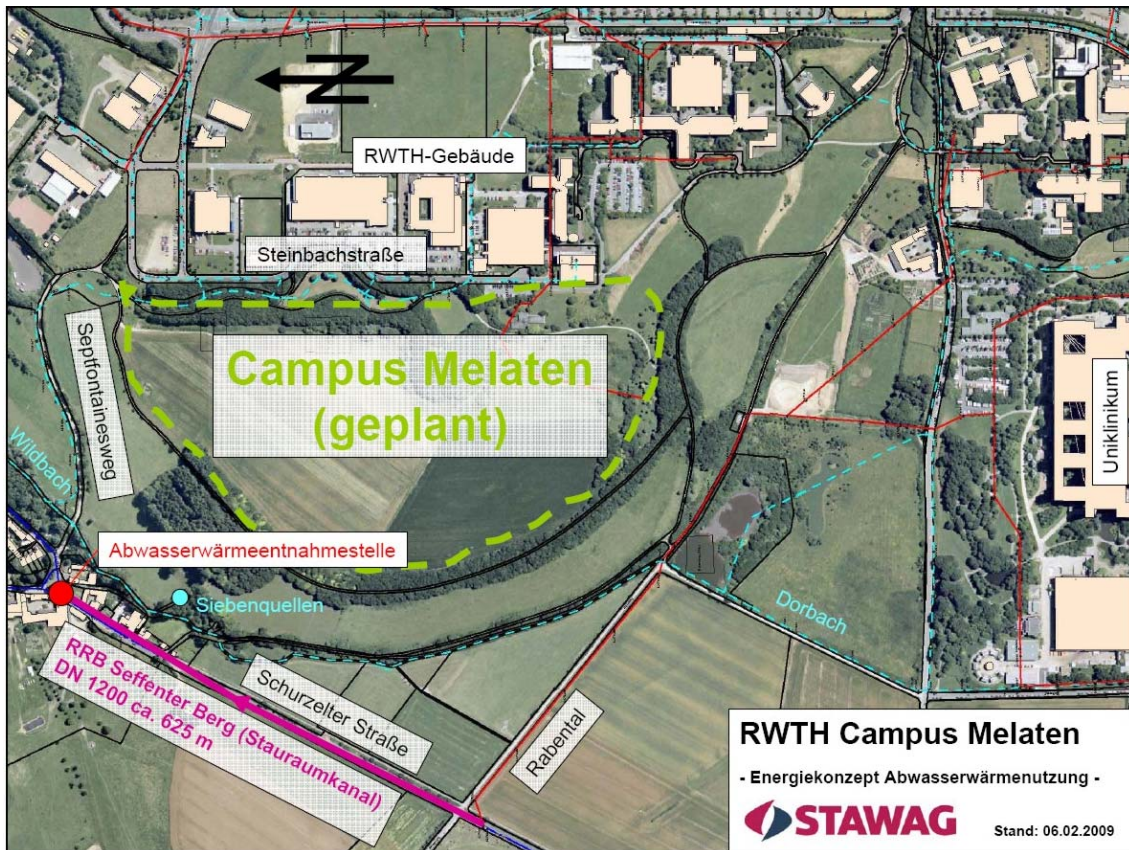 N
RWTH-Gebäude
Steinbachstraße
Septfontainesweg
Campus Melaten
(geplant)
Uniklinikum
Wildbach
Abwasserwärmeentnahmestelle
Siebenquellen
Dorbach
RRB Seffenter Berg (Stauraumkanal)
DN 1200 ca. 625 m
Schurzelter Straße
Rabental
RWTH Campus Melaten
- Energiekonzept Abwasserwärmenutzung -
STAWAG
Stand: 06.02.2009